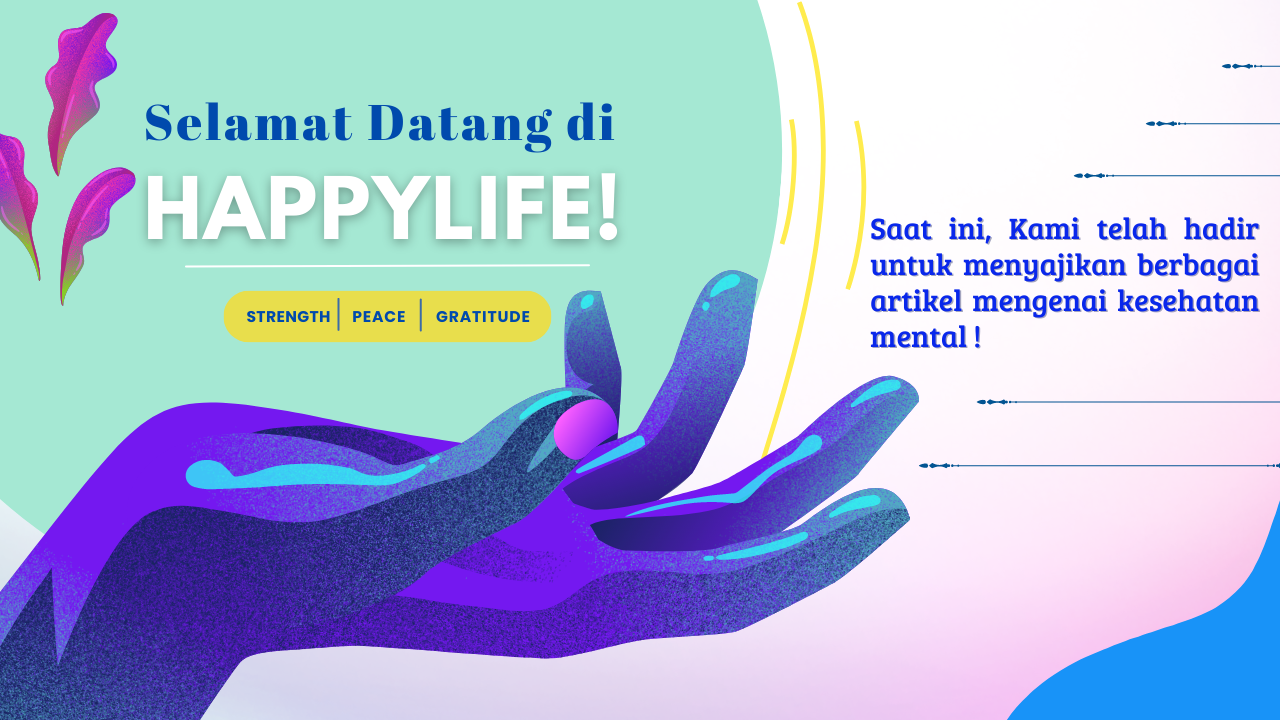 Selamat Datang di
HAPPYLIFE!
STRENGTH | PEACE | GRATITUDE
Saat ini, Kami telah hadir
untuk menyajikan berbagai
artikel mengenai kesehatan
mental !